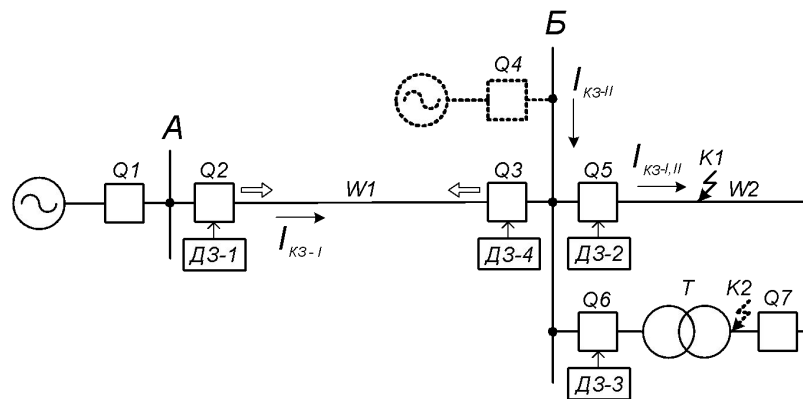 Б
Q4
I КЗ-II
А
Q1
Q2
W1
Q3
Q5
I КЗ-I,II
K1
W2
ДЗ-1
I КЗ-I
ДЗ-4
ДЗ-2
Q6
T
K2
Q7
ДЗ-3